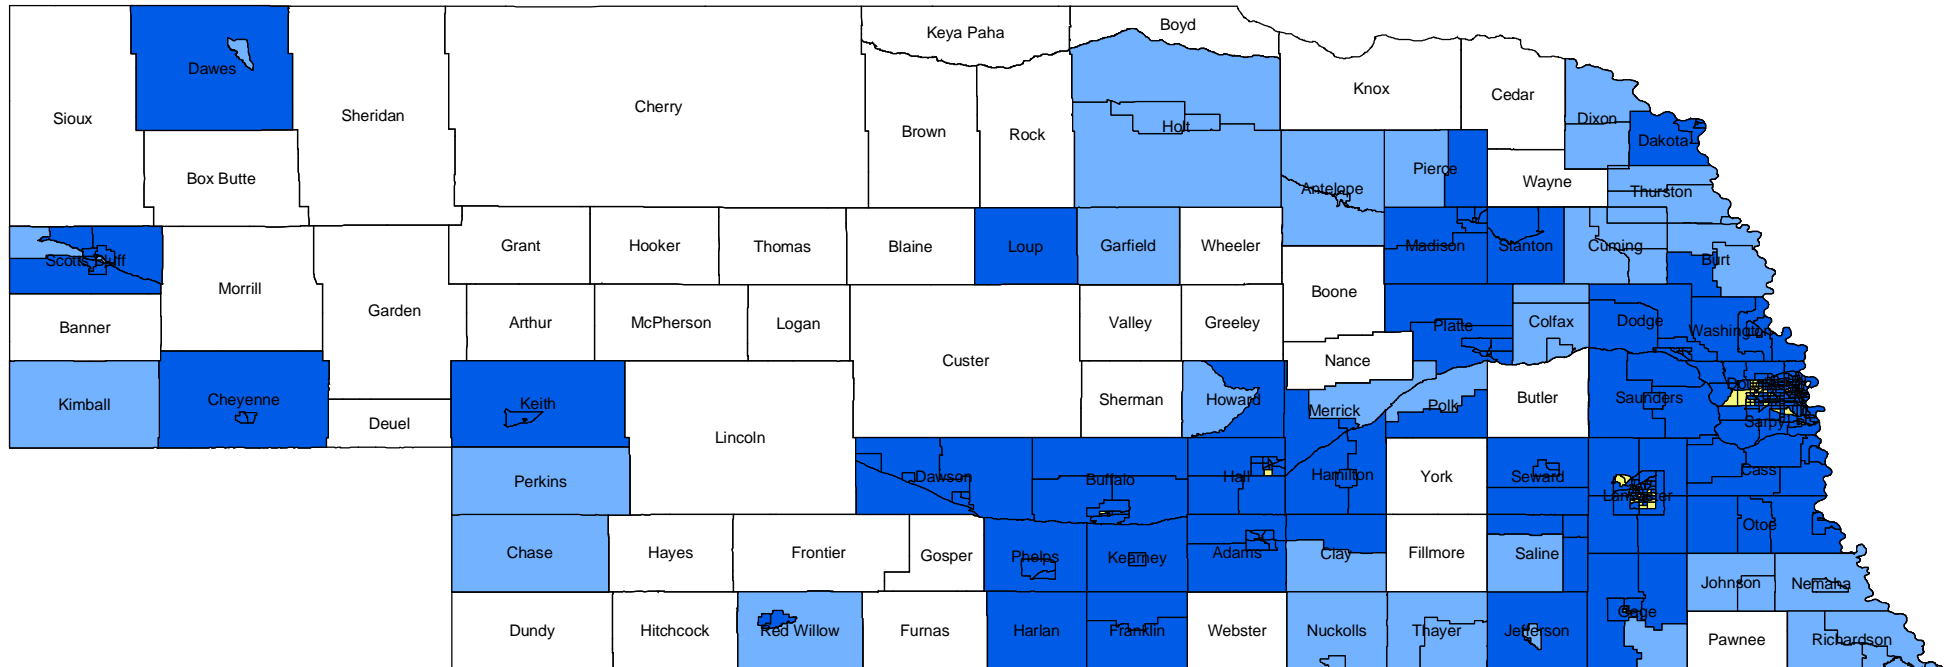 Boyd
Keya Paha
Dawes
Knox
Cedar
Cherry
Sheridan
Sioux
Dixon
Holt
Brown
Rock
Dakota
Pierce
Box Butte
Wayne
Antelope
Thurston
Grant
Hooker
Thomas
Blaine
Loup
Garfield
Wheeler
Madison
Stanton
Cuming
Scotts Bluff
Burt
Morrill
Boone
Garden
Banner
Arthur
McPherson
Logan
Valley
Greeley
Platte
Colfax
Dodge
Washington
Custer
Nance
Kimball
Cheyenne
Keith
Sherman
Howard
Merrick
Polk
Butler
Saunders
Deuel
Sarpy
Lincoln
Perkins
Dawson
Buffalo
Hall
Hamilton
York
Seward
Cass
Lancaster
Otoe
Chase
Hayes
Frontier
Gosper
Phelps
Kearney
Adams
Clay
Fillmore
Saline
Johnson
Nemaha
Gage
Dundy
Hitchcock
Red Willow
Furnas
Harlan
Franklin
Webster
Nuckolls
Thayer
Jefferson
Pawnee
Richardson